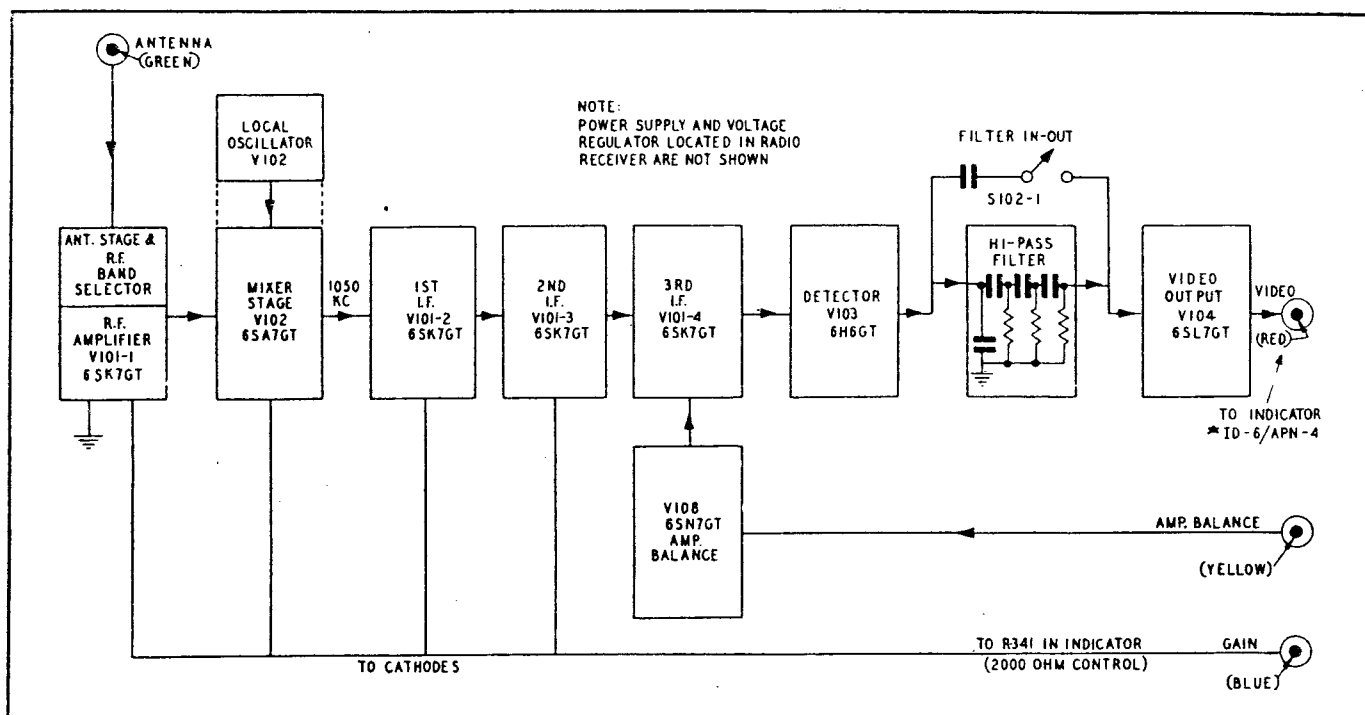 ANTENNA
(GREEN)
LOCAL
OSCILLATOR
V102
NOTE:
POWER SUPPLY AND VOLTAGE
REGULATOR LOCATED IN RADIO
RECEIVER ARE NOT SHOWN
FILTER IN-OUT
S102-1
ANT. STAGE &
R.F.
BAND
SELECTOR
R.F.
AMPLIFIER
V101-1
6SK7GT
MIXER
STAGE
V102
6SA7GT
1050
KC
1ST
I.F.
V101-2
6SK7GT
2ND
I.F.
V101-3
6SK7GT
3RD
I.F.
V101-4
6SK7GT
DETECTOR
V103
6H6GT
HI-PASS
FILTER
VIDEO
OUTPUT
V104
6SL7GT
VIDEO
(RED)
TO INDICATOR
* ID-6/APN-4
V108
6SN7GT
AMP.
BALANCE
AMP. BALANCE
(YELLOW)
TO CATHODES
TO R341 IN INDICATOR
(2000 OHM CONTROL)
GAIN
(BLUE)